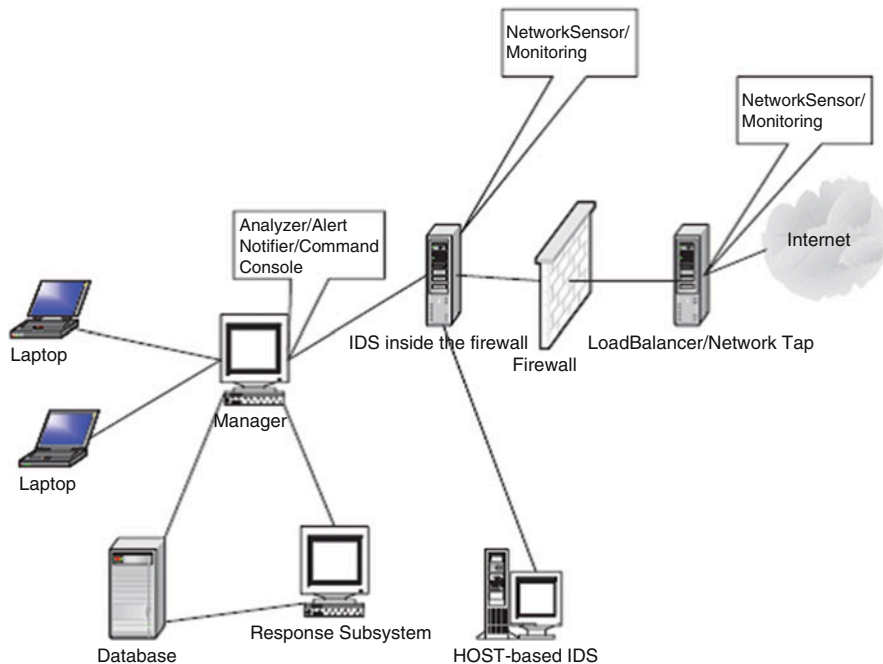 NetworkSensor/
Monitoring
NetworkSensor/
Monitoring
Analyzer/Alert
Notifier/Command
Console
Internet
Laptop
IDS inside the firewall
Firewall
LoadBalancer/Network Tap
Manager
Laptop
Database
Response Subsystem
HOST-based IDS